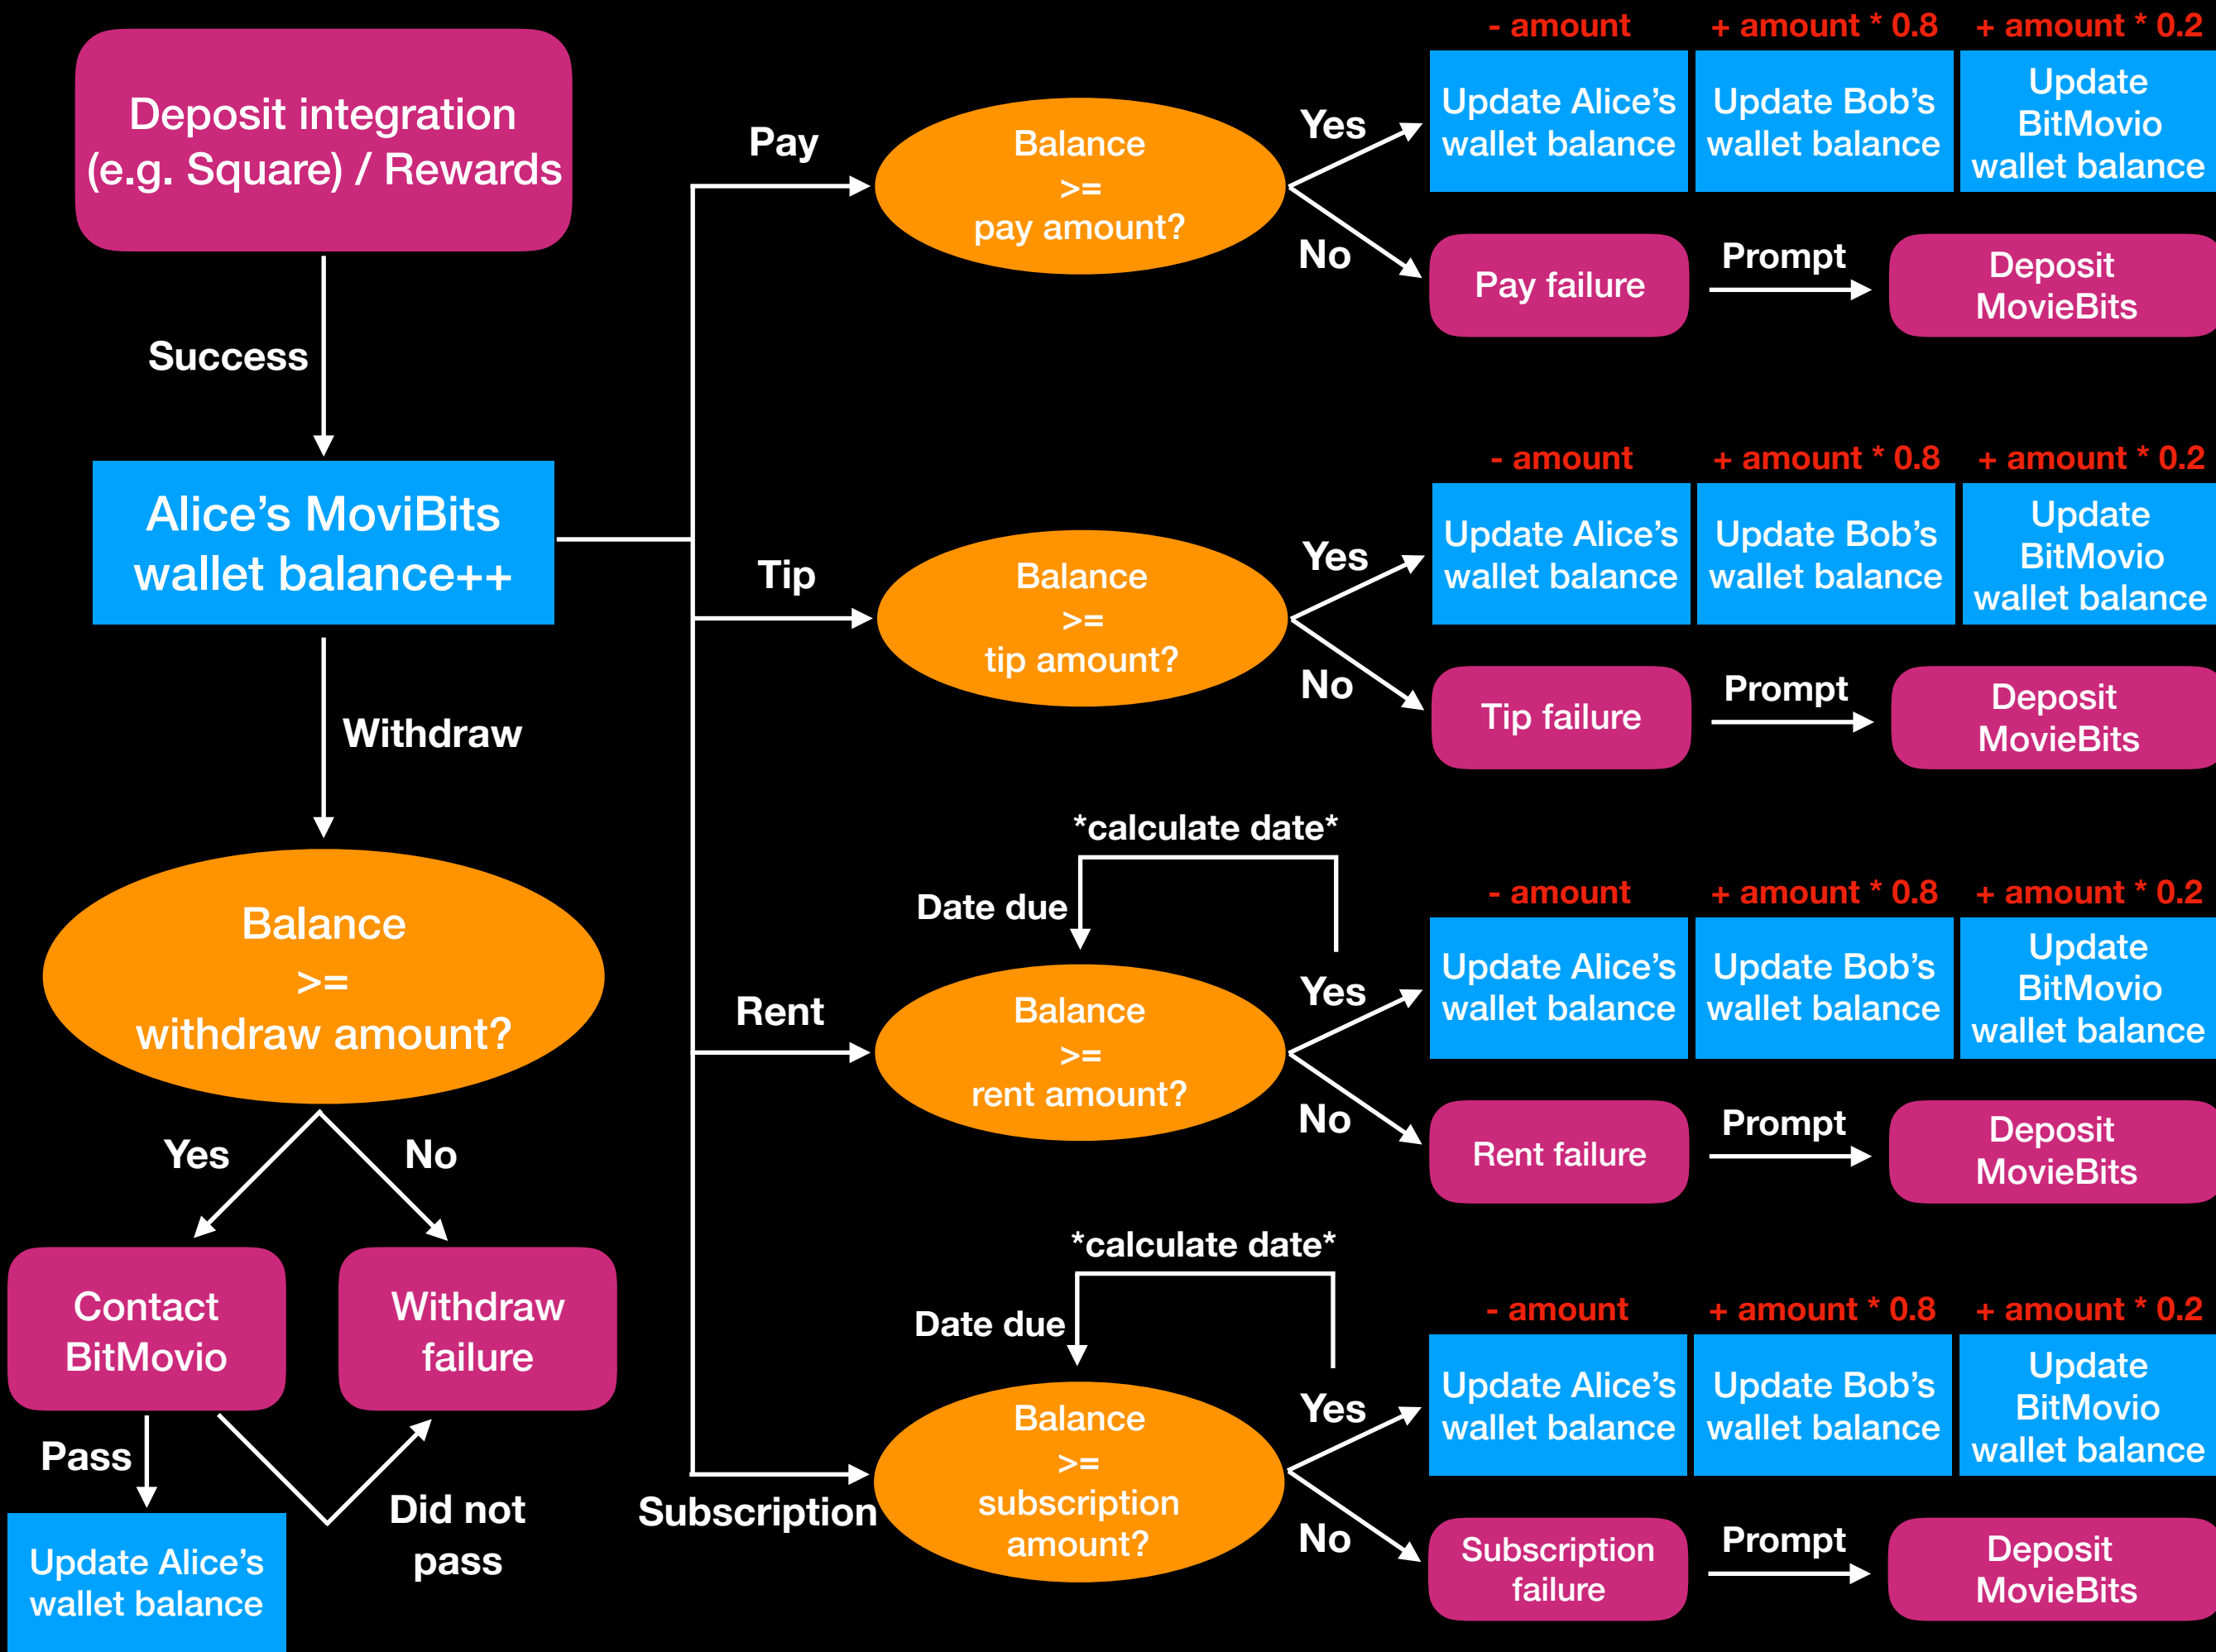 Deposit integration
(e.g. Square) / Rewards
Success
Alice's MoviBits
wallet balance++
Withdraw
Balance
>=
withdraw amount?
Yes
No
Contact
BitMovio
Withdraw
failure
Pass
Did not
pass
Update Alice's
wallet balance
Pay
Balance
>=
pay amount?
Yes
No
- amount
+ amount * 0.8
+ amount * 0.2
Update Alice's
wallet balance
Update Bob's
wallet balance
Update
BitMovio
wallet balance
Pay failure
Prompt
Deposit
MovieBits
Tip
Balance
>=
tip amount?
Yes
No
- amount
+ amount * 0.8
+ amount * 0.2
Update Alice's
wallet balance
Update Bob's
wallet balance
Update
BitMovio
wallet balance
Tip failure
Prompt
Deposit
MovieBits
*calculate date*
Date due
Rent
Balance
>=
rent amount?
Yes
No
- amount
+ amount * 0.8
+ amount * 0.2
Update Alice's
wallet balance
Update Bob's
wallet balance
Update
BitMovio
wallet balance
Rent failure
Prompt
Deposit
MovieBits
*calculate date*
Date due
Subscription
Balance
>=
subscription
amount?
Yes
No
- amount
+ amount * 0.8
+ amount * 0.2
Update Alice's
wallet balance
Update Bob's
wallet balance
Update
BitMovio
wallet balance
Subscription
failure
Prompt
Deposit
MovieBits